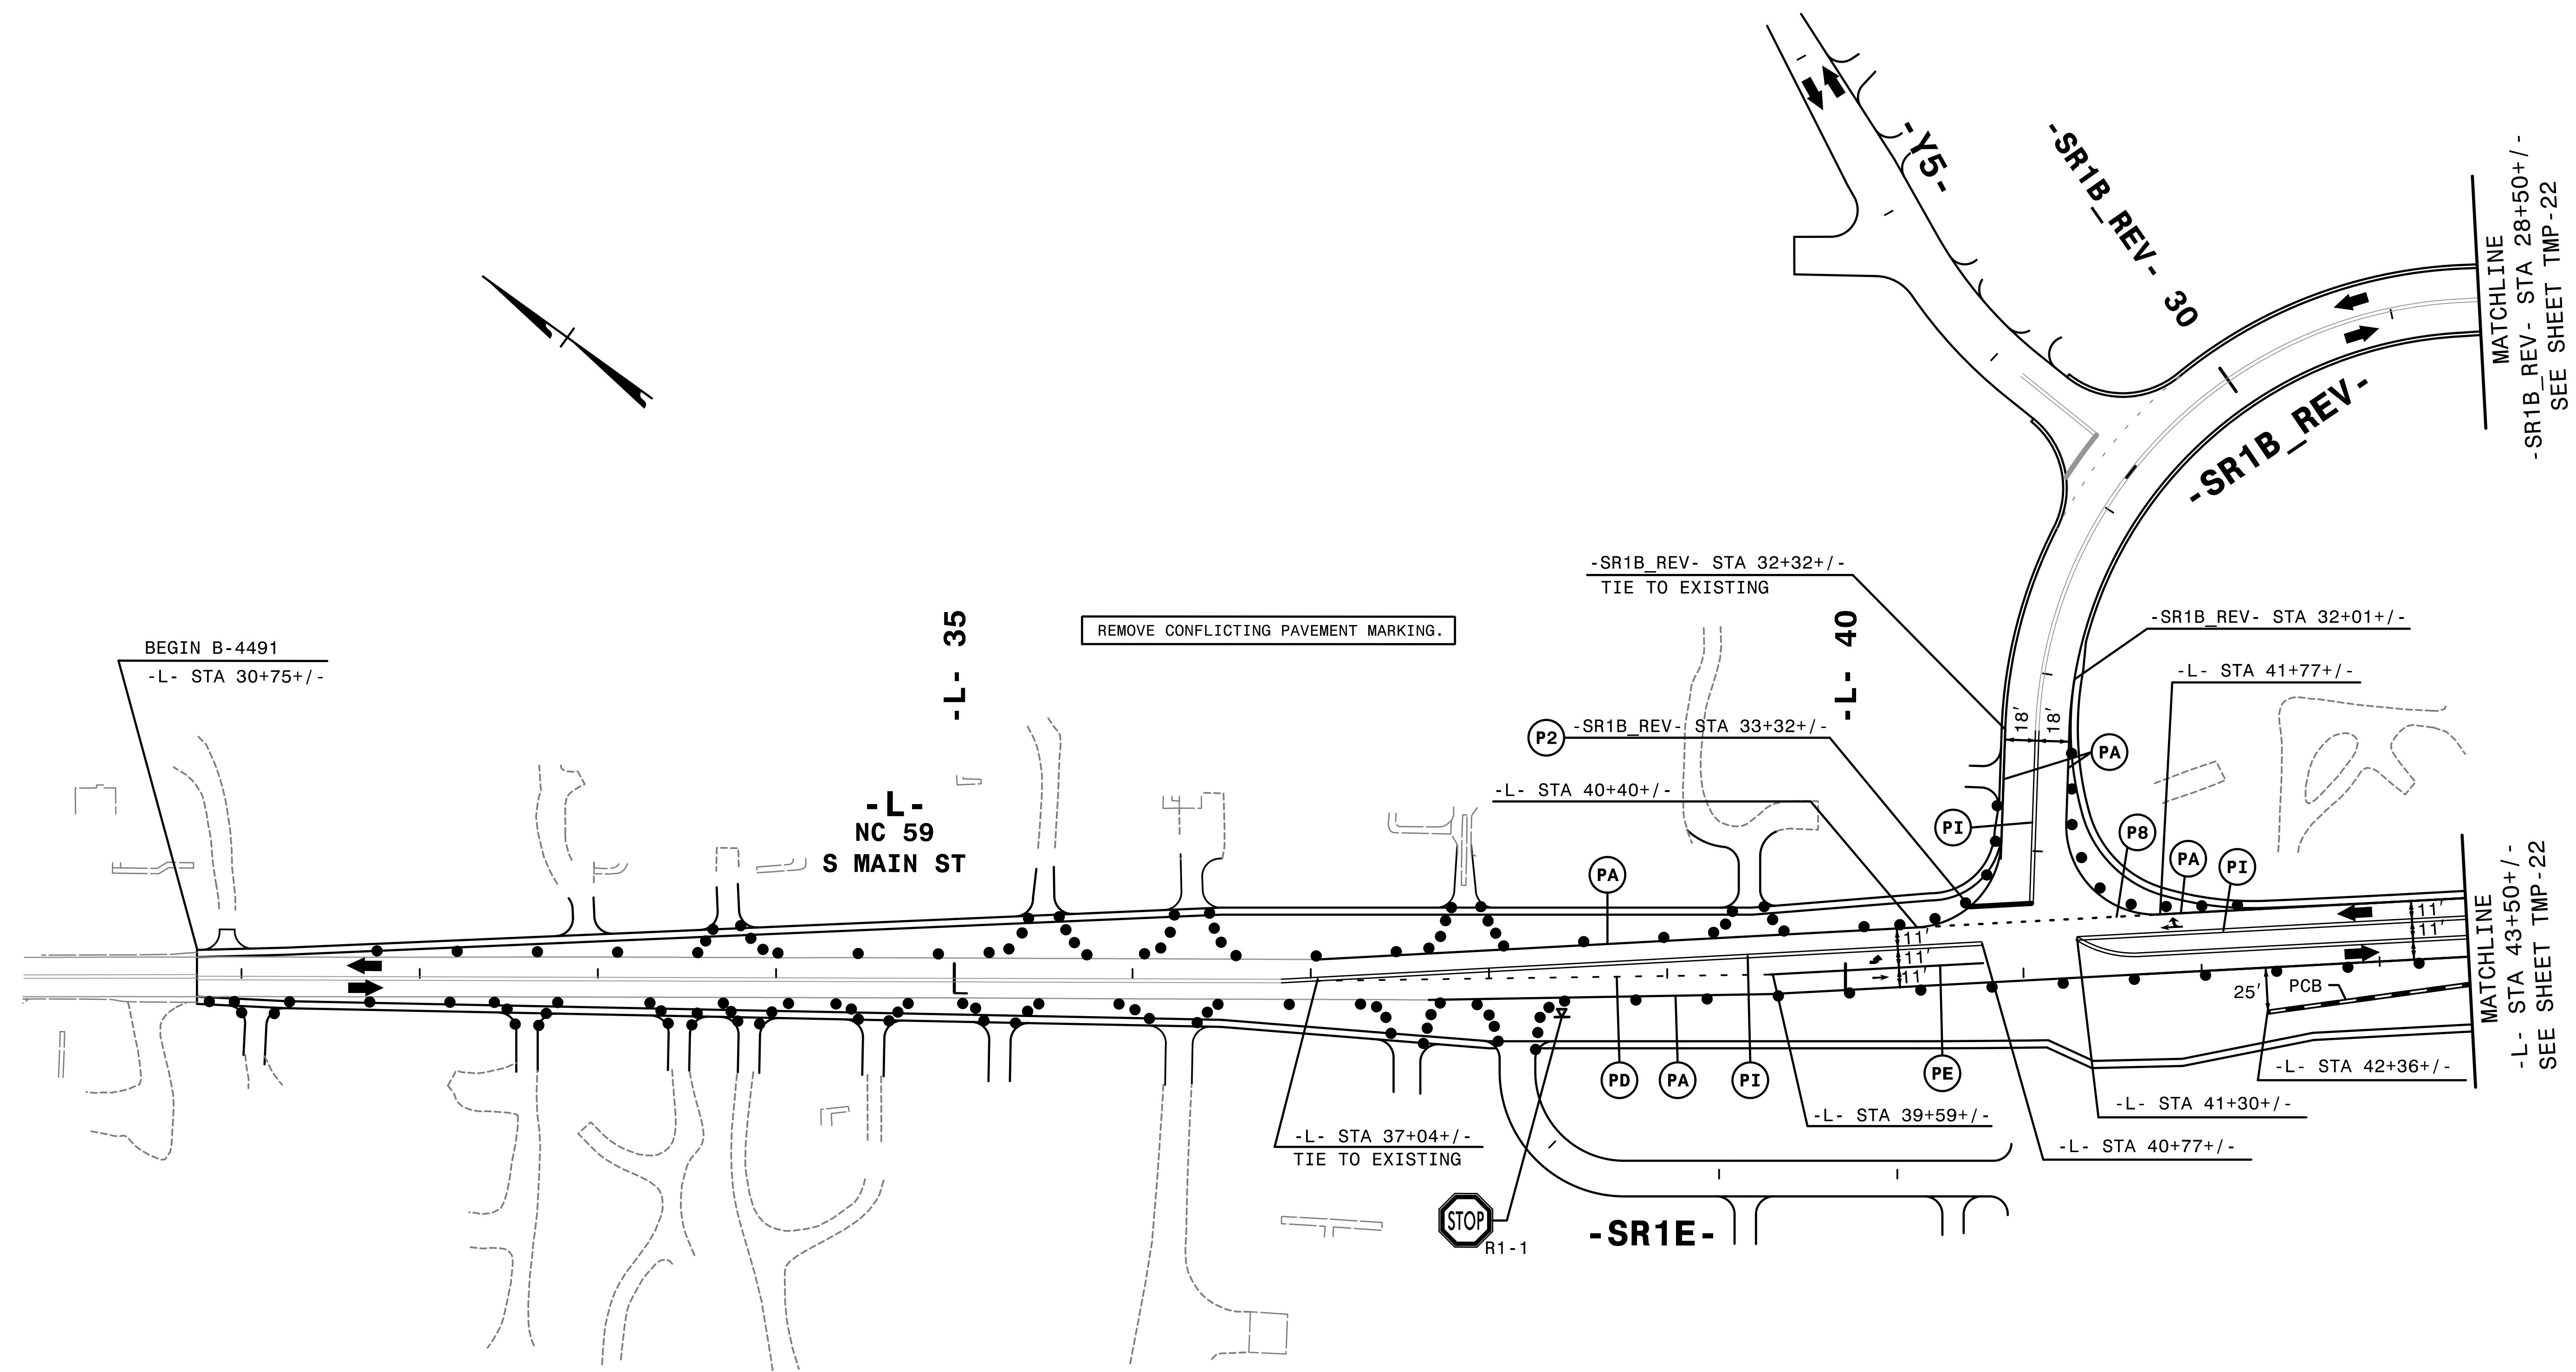 -Y5-
-SR1B_REV- 30
MATCHLINE
-SR1B_REV- STA 28+50+/-
SEE SHEET TMP-22
-SR1B_REV-
-SR1B_REV- STA 32+32+/-
TIE TO EXISTING
-L- 35
REMOVE CONFLICTING PAVEMENT MARKING.
-L- 40
-SR1B_REV- STA 32+01+/-
BEGIN B-4491
-L- STA 30+75+/-
-L- STA 41+77+/-
P2
-SR1B_REV- STA 33+32+/-
18'
18'
PA
-L- STA 40+40+/-
-L-
NC 59
S MAIN ST
PI
P8
PA
PA
PI
11'
11'
11'
11'
11'
MATCHLINE
-L- STA 43+50+/-
SEE SHEET TMP-22
L
25'
PCB
PD
PA
PI
PE
-L- STA 42+36+/-
-L- STA 39+59+/-
-L- STA 41+30+/-
-L- STA 37+04+/-
TIE TO EXISTING
-L- STA 40+77+/-
STOP
R1-1
-SR1E-